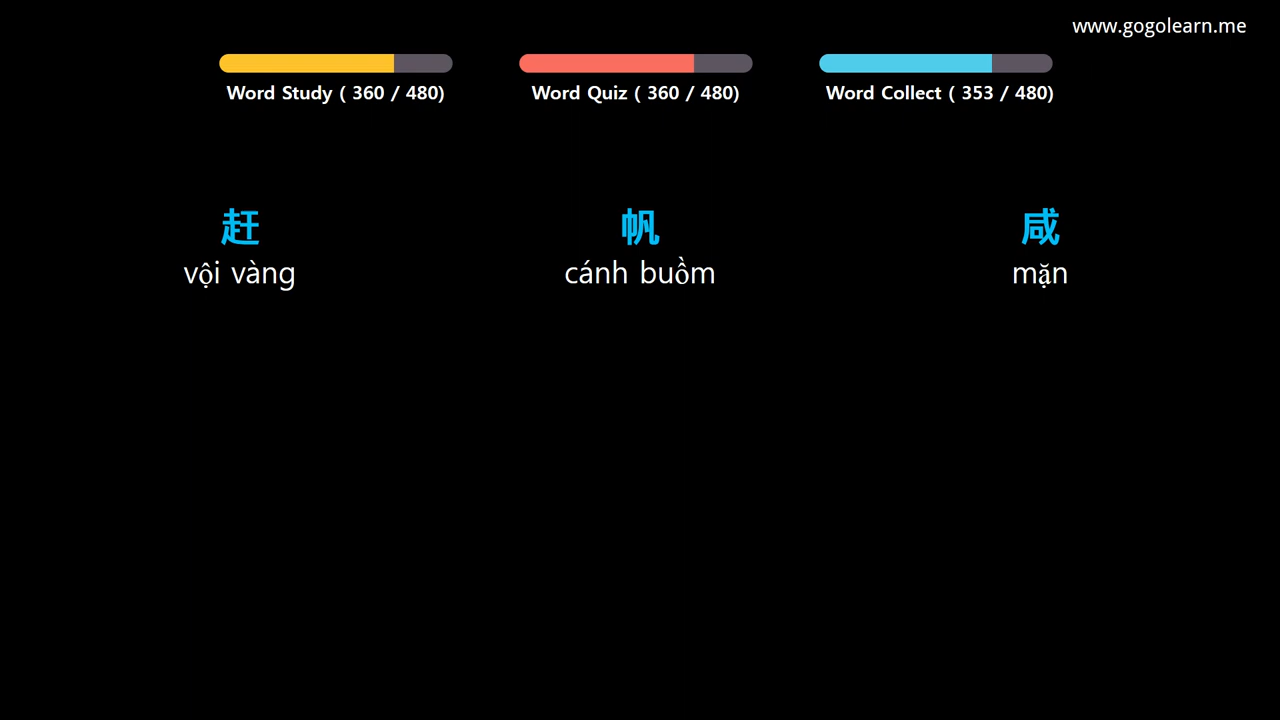 www.gogolearn.me
Word Study ( 360 / 480)
Word Quiz ( 360 / 480)
Word Collect ( 353 / 480)
赶
帆
咸
vội vàng
cánh buồm
mặn